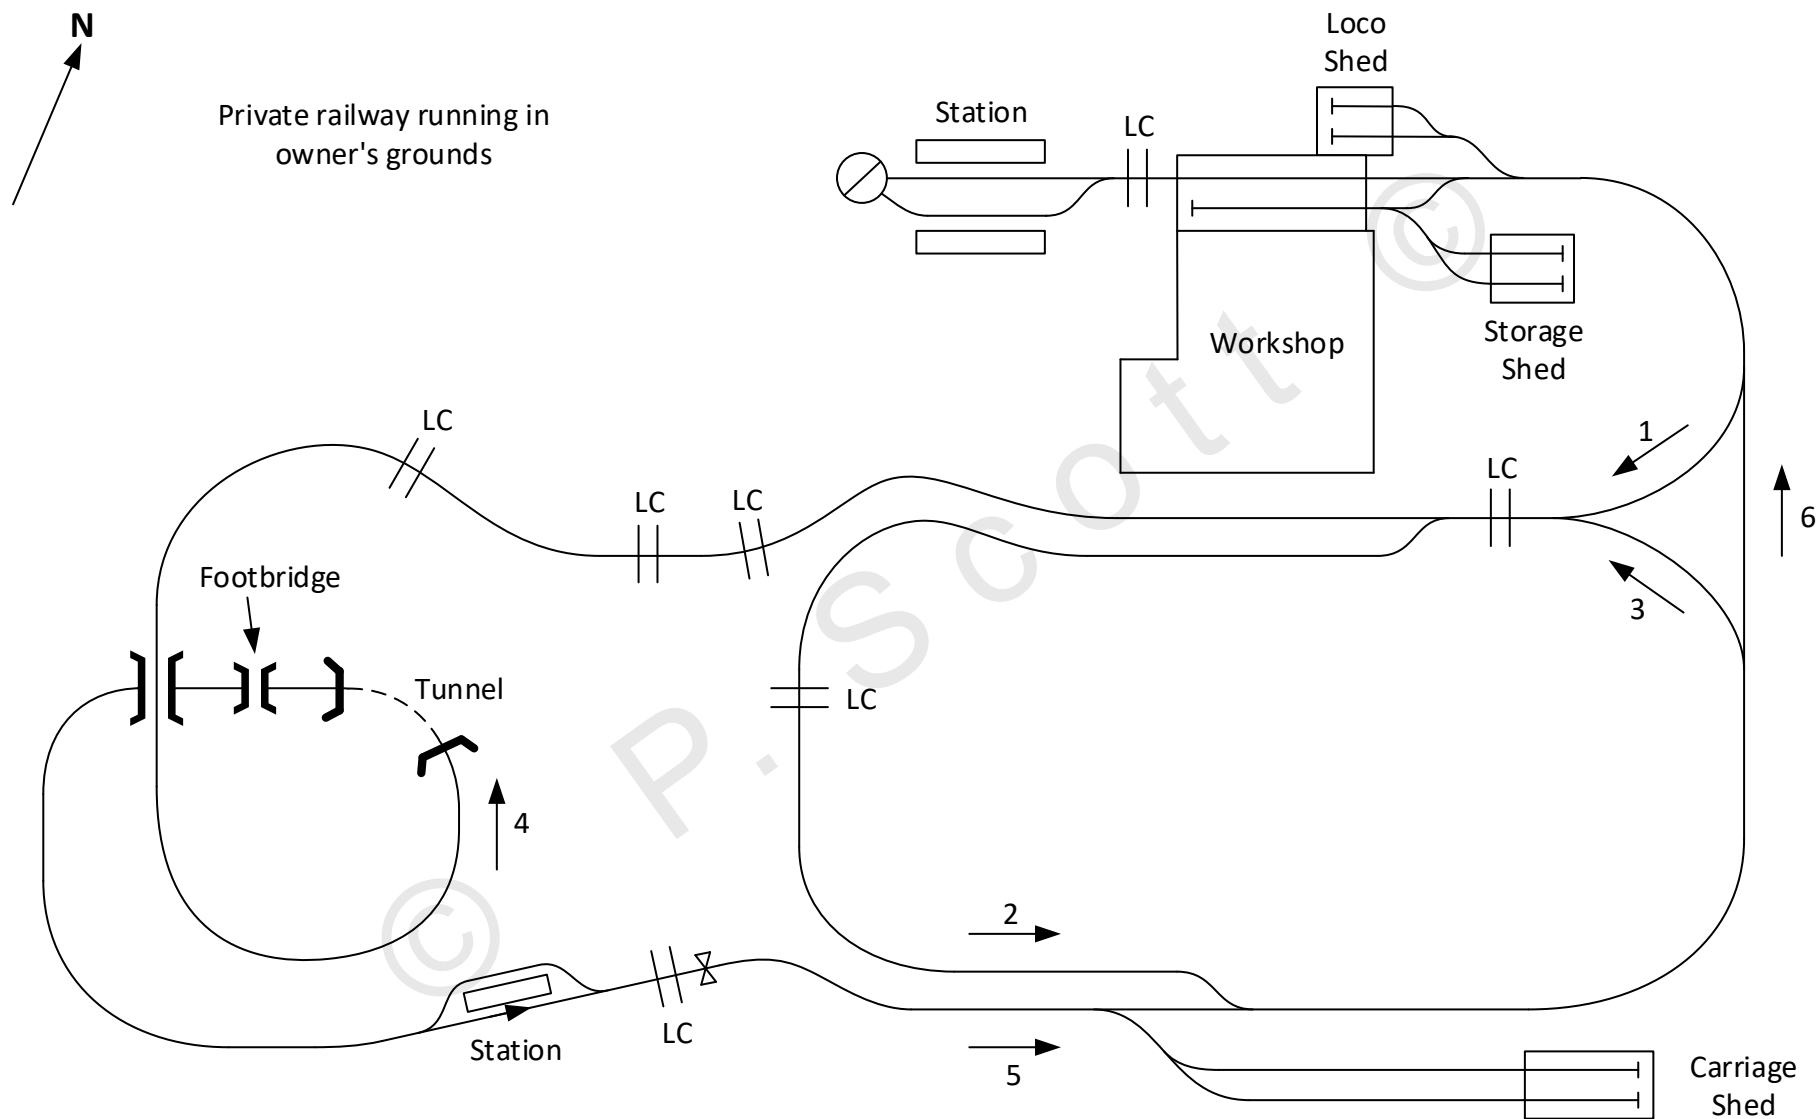 N
Private railway running in
owner's grounds
Loco
Shed
Station
LC
Storage
Shed
Workshop
LC
LC
LC
LC
1
6
3
Footbridge
Tunnel
LC
4
2
LC
Station
5
Carriage
Shed
© P. Scott ©